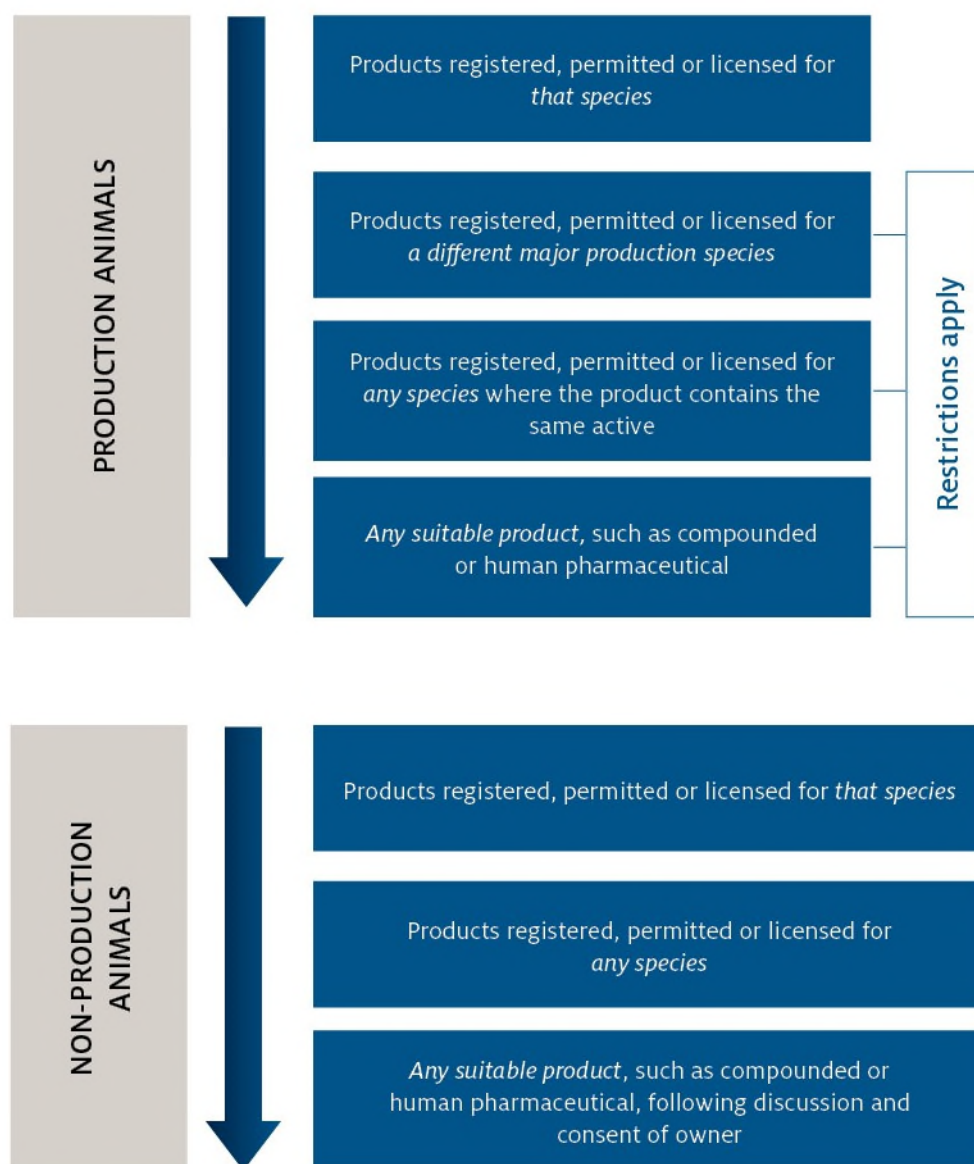 PRODUCTION ANIMALS
Products registered, permitted or licensed for
that species
Products registered, permitted or licensed for
a different major production species
Products registered, permitted or licensed for
any species where the product contains the
same active
Any suitable product, such as compounded
or human pharmaceutical
Restrictions apply
NON-PRODUCTION
ANIMALS
Products registered, permitted or licensed for that species
Products registered, permitted or licensed for
any species
Any suitable product, such as compounded or
human pharmaceutical, following discussion and
consent of owner